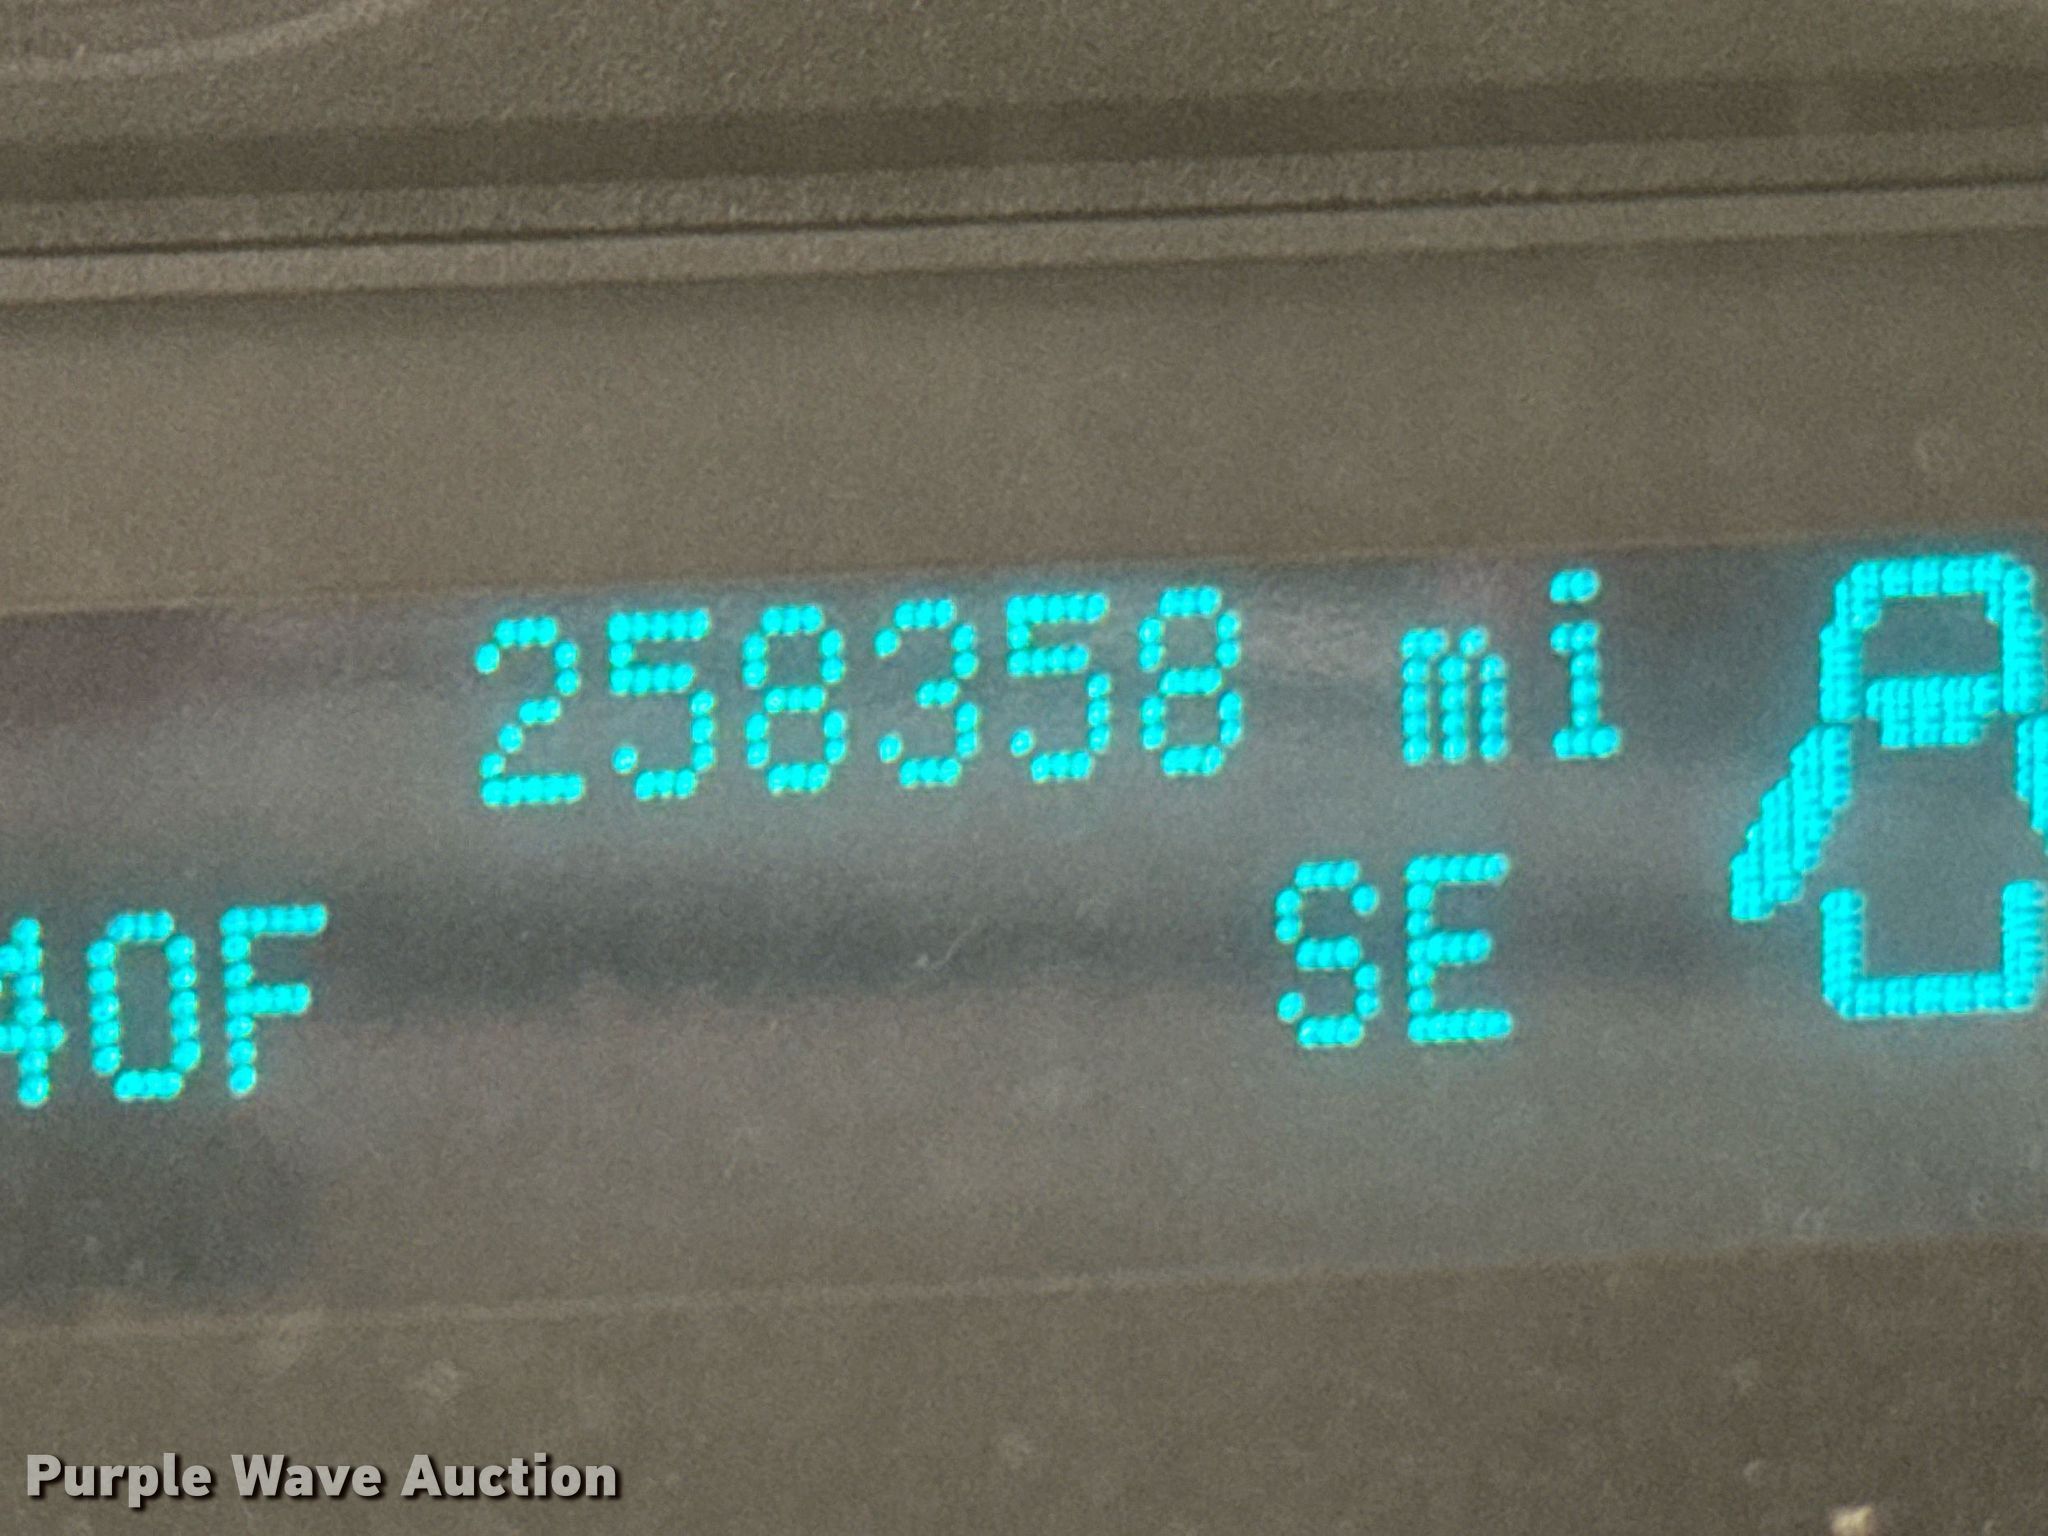 258358 mi
40F SE
Purple Wave Auction